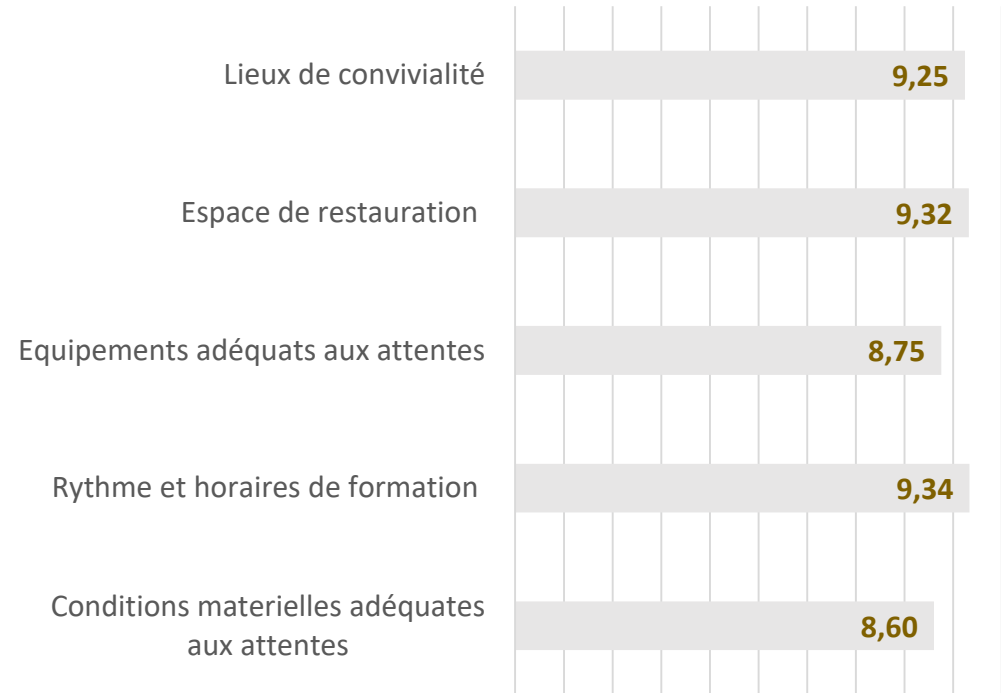 Lieux de convivialité
9,25
Espace de restauration
9,32
Equipements adéquats aux attentes
8,75
Rythme et horaires de formation
9,34
Conditions materielles adéquates
aux attentes
8,60